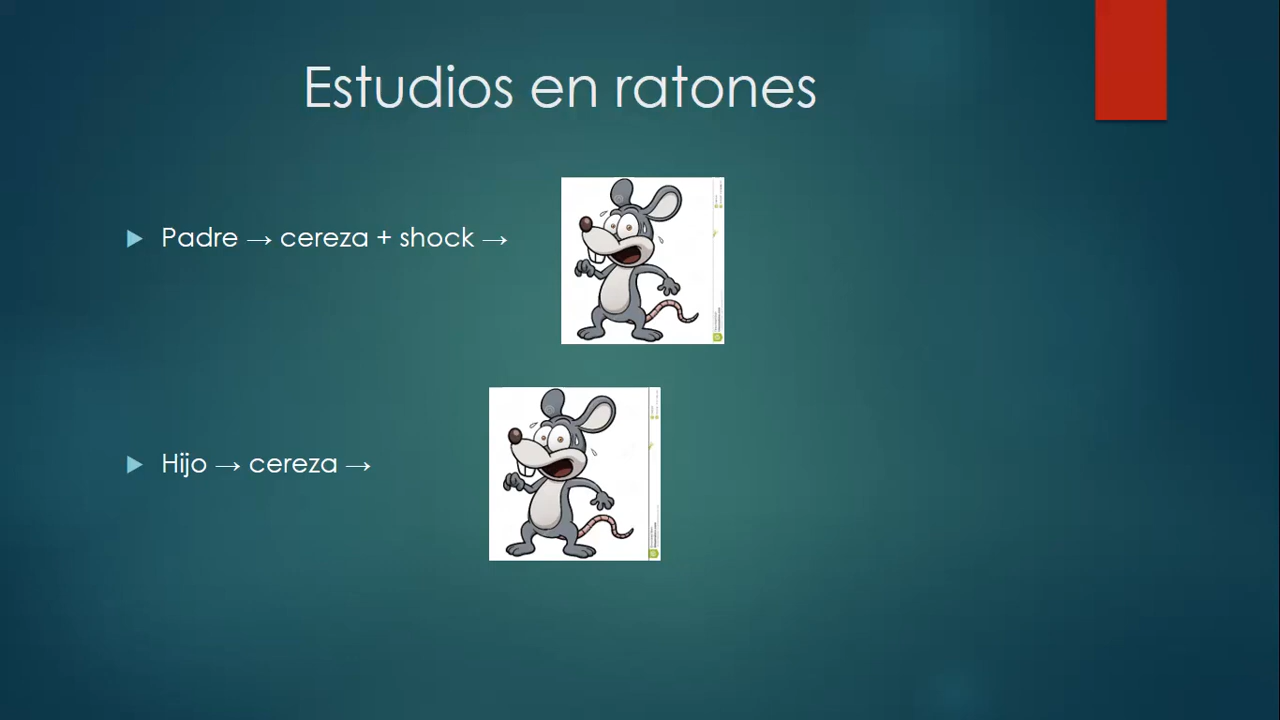 Estudios en ratones
Padre → cereza + shock →
Hijo → cereza →